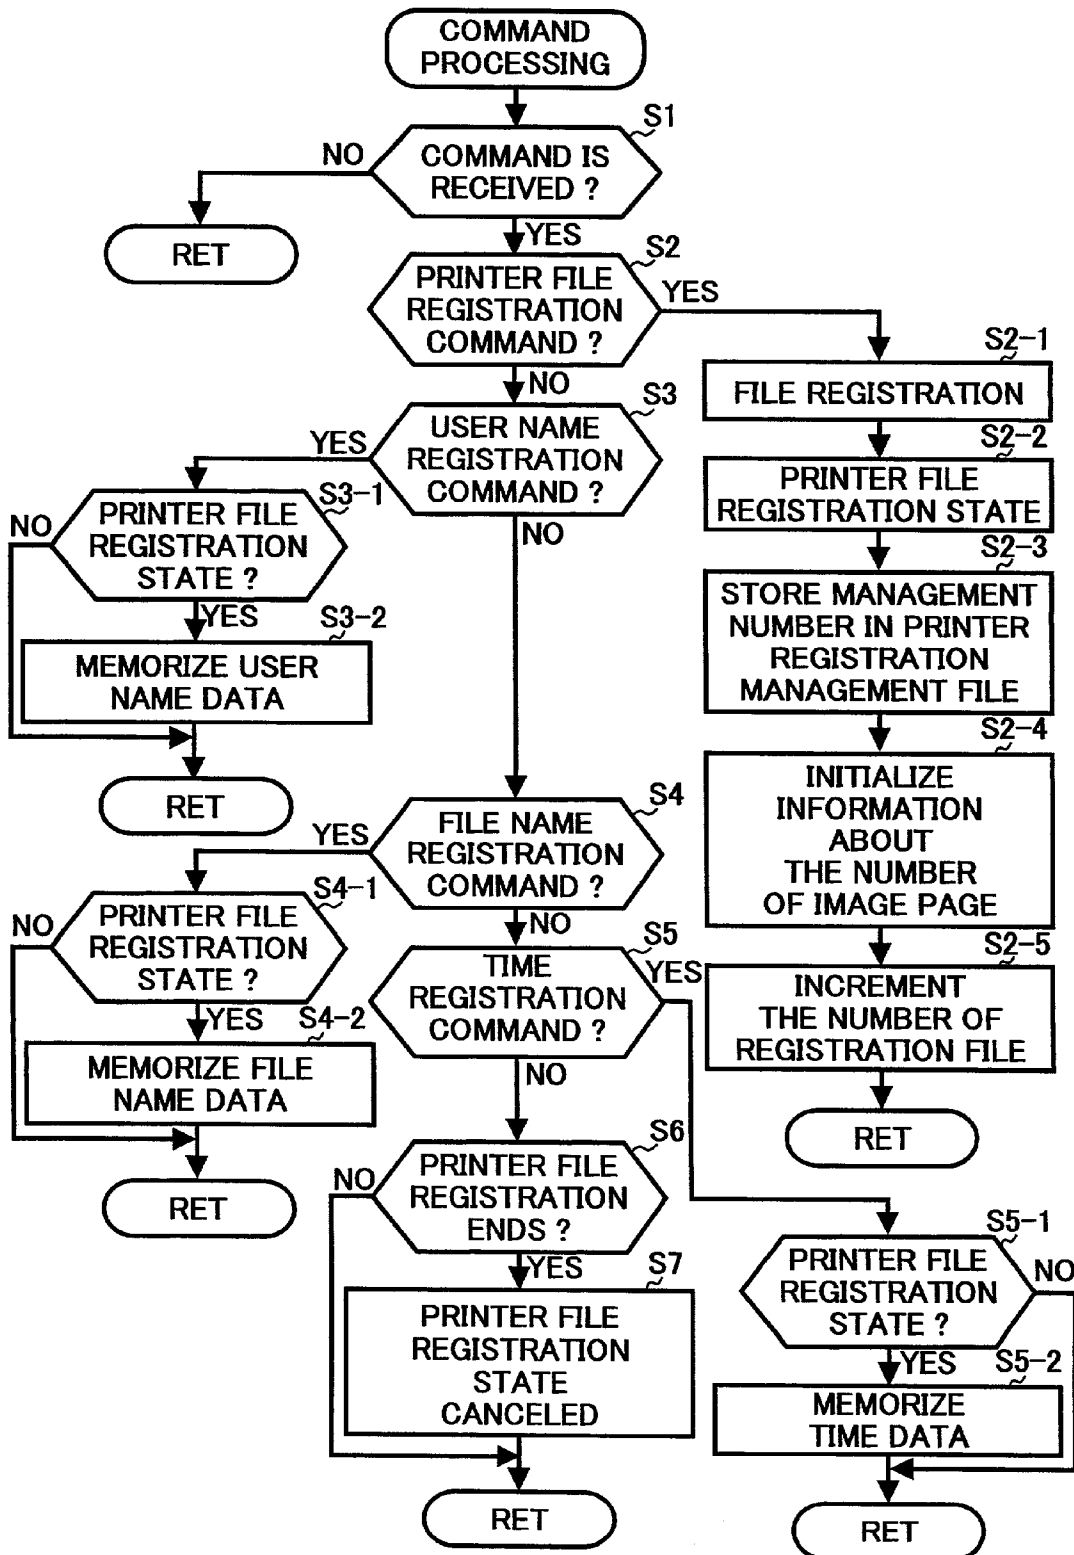 COMMAND
PROCESSING
S1
NO
COMMAND IS
RECEIVED ?
RET
YES
S2
PRINTER FILE
REGISTRATION
COMMAND ?
YES
S2-1
FILE REGISTRATION
NO
S3
USER NAME
REGISTRATION
COMMAND ?
YES
S2-2
PRINTER FILE
REGISTRATION STATE
S3-1
NO
PRINTER FILE
REGISTRATION
STATE ?
NO
S2-3
STORE MANAGEMENT
NUMBER IN PRINTER
REGISTRATION
MANAGEMENT FILE
YES
S3-2
MEMORIZE USER
NAME DATA
RET
S2-4
INITIALIZE
INFORMATION
ABOUT
THE NUMBER
OF IMAGE PAGE
S4
YES
FILE NAME
REGISTRATION
COMMAND ?
S4-1
NO
PRINTER FILE
REGISTRATION
STATE ?
NO
S5
YES
TIME
REGISTRATION
COMMAND ?
S2-5
INCREMENT
THE NUMBER OF
REGISTRATION FILE
YES
S4-2
MEMORIZE FILE
NAME DATA
NO
RET
RET
S6
NO
PRINTER FILE
REGISTRATION
ENDS ?
S5-1
PRINTER FILE
REGISTRATION
STATE ?
NO
YES
S7
PRINTER FILE
REGISTRATION
STATE
CANCELED
YES
S5-2
MEMORIZE
TIME DATA
RET
RET